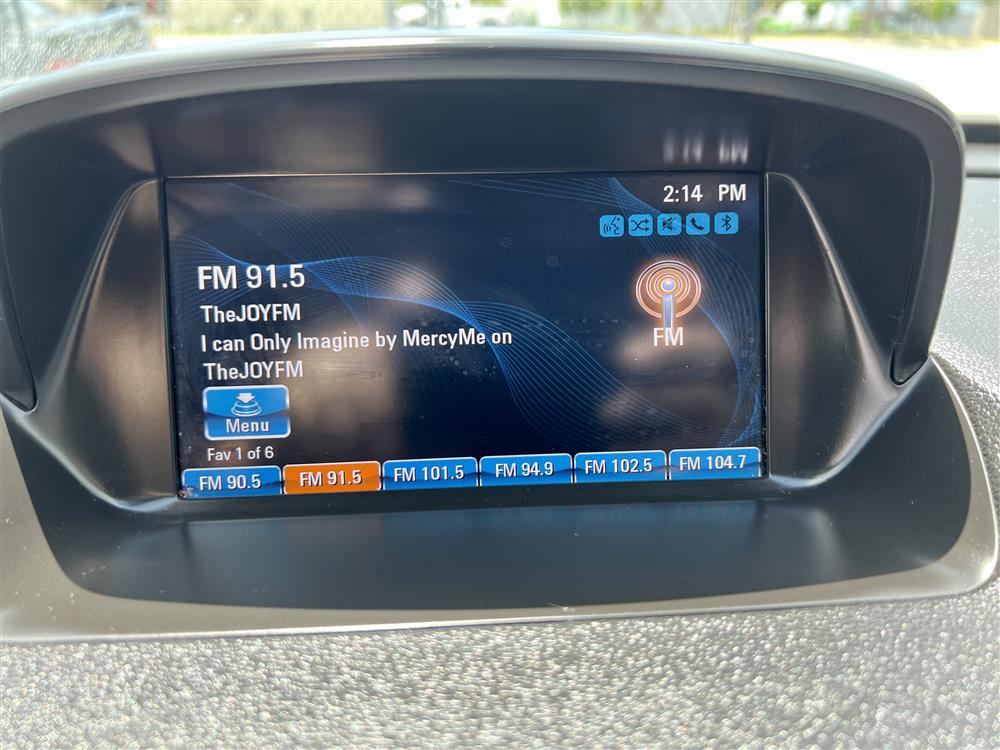 2:14 PM
FM 91.5
TheJOYFM
I can Only Imagine by MercyMe on
TheJOYFM
FM
Menu
Fav 1 of 6
FM 90.5 FM 91.5 FM 101.5 FM 94.9 FM 102.5 FM 104.7